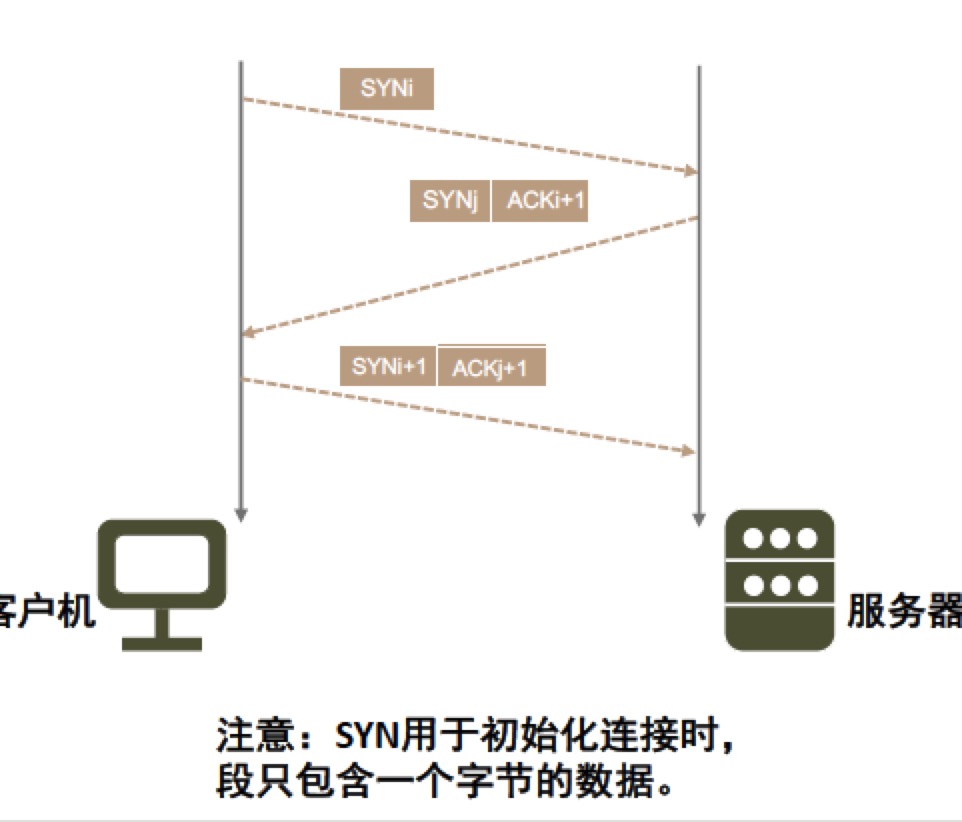 SYNi
SYNj ACKi+1
SYNi+1 ACKj+1
客户机
服务器
注意：SYN用于初始化连接时，
段只包含一个字节的数据。